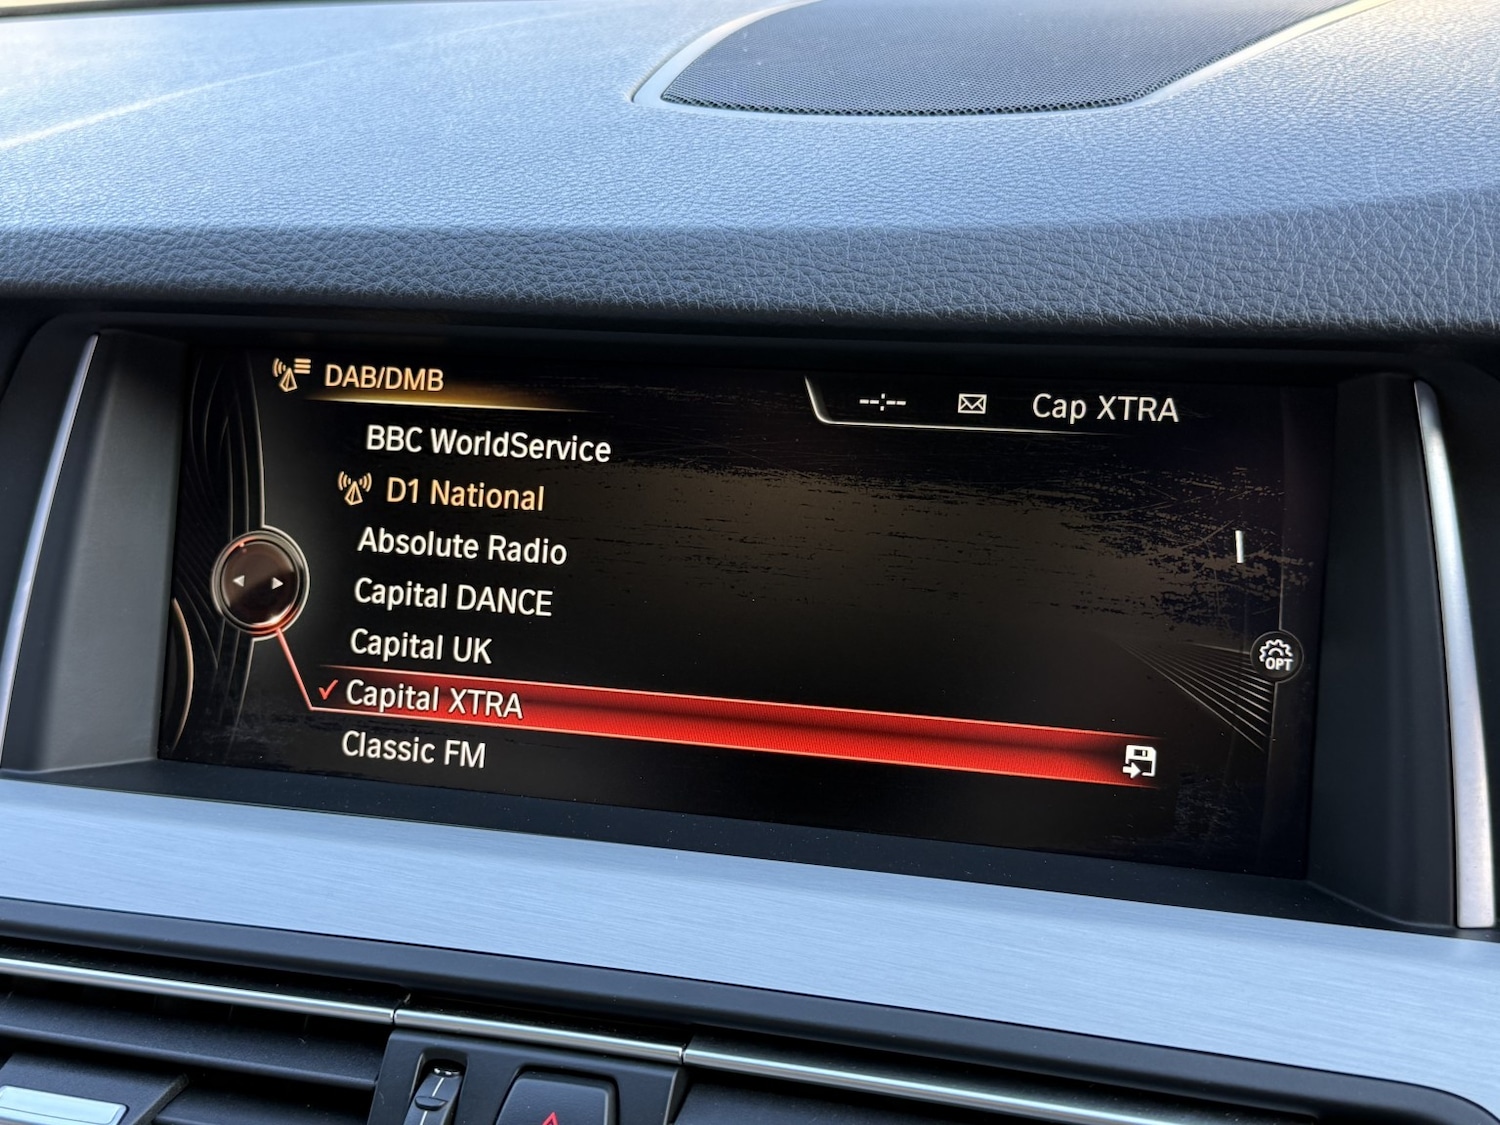 DAB/DMB
--:-- Cap XTRA
BBC WorldService
D1 National
Absolute Radio
Capital DANCE
Capital UK
Capital XTRA
Classic FM
OPT